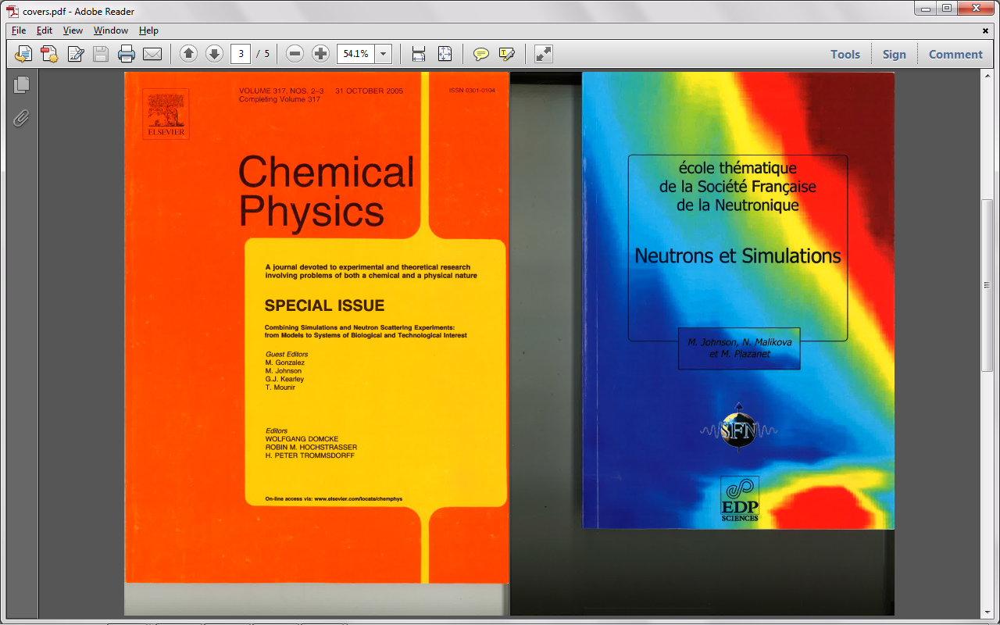 covers.pdf - Adobe Reader
File Edit View Window Help
3 / 5 54.1% Tools Sign Comment
ELSEVIER
VOLUME 317, NOS. 2–3 31 OCTOBER 2005
Completing Volume 317
ISSN 0301-0104
Chemical
Physics
A journal devoted to experimental and theoretical research
involving problems of both a chemical and a physical nature
SPECIAL ISSUE
Combining Simulations and Neutron Scattering Experiments:
from Models to Systems of Biological and Technological Interest
Guest Editors
M. Gonzalez
M. Johnson
G.J. Kearley
T. Mounir
Editors
WOLFGANG DOMCKE
ROBIN M. HOCHSTRASSER
H. PETER TROMMSDORFF
On-line access via: www.elsevier.com/locate/chemphys
école thématique
de la Société Française
de la Neutronique
Neutrons et Simulations
M. Johnson, N. Malikova
et M. Plazanet
SFN
EDP
SCIENCES